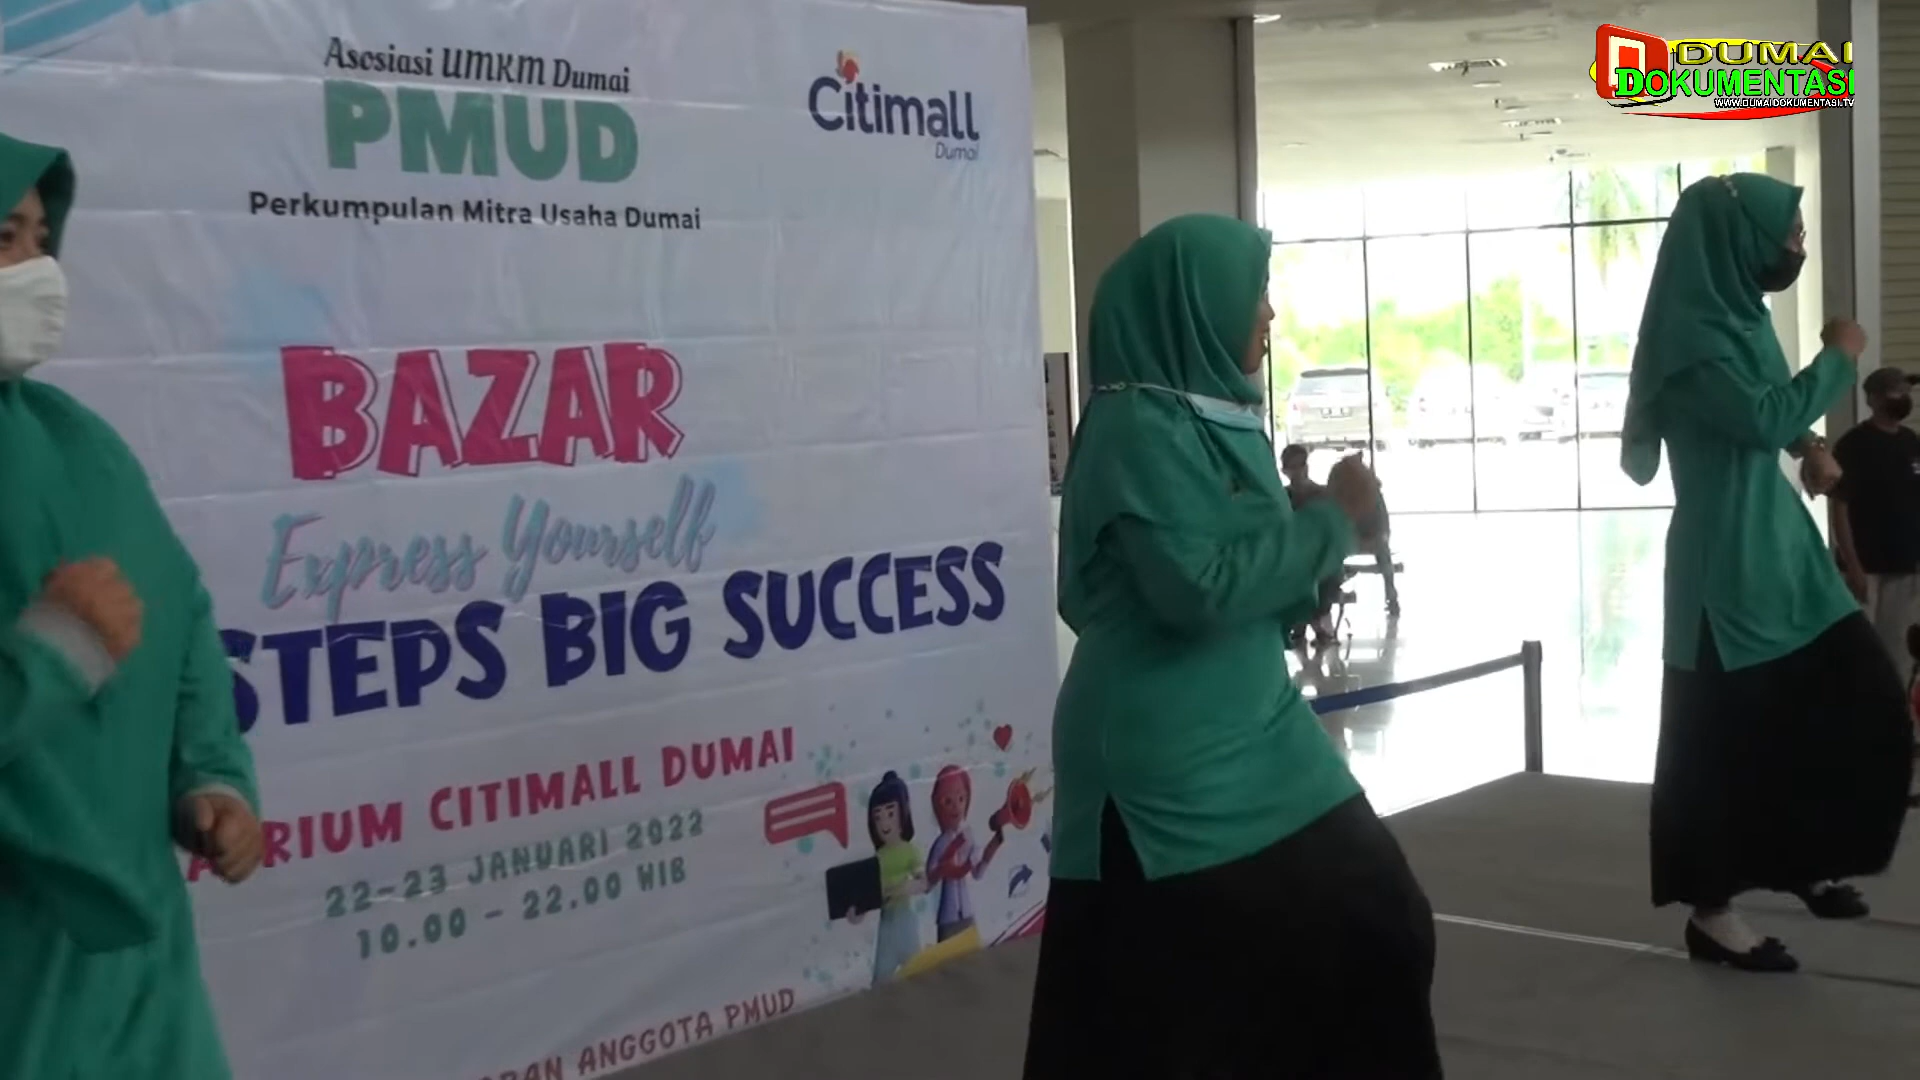 Asosiasi UMKM Dumai
PMUD
Perkumpulan Mitra Usaha Dumai
Citimall
Dumai
BAZAR
Express Yourself
STEPS BIG SUCCESS
RIUM CITIMALL DUMAI
22-23 JANUARI 2022
10.00 - 22.00 WIB
ANGGOTA PMUD
DUMAI
DOKUMENTASI
WWW.DUMAIDOKUMENTASI.TV